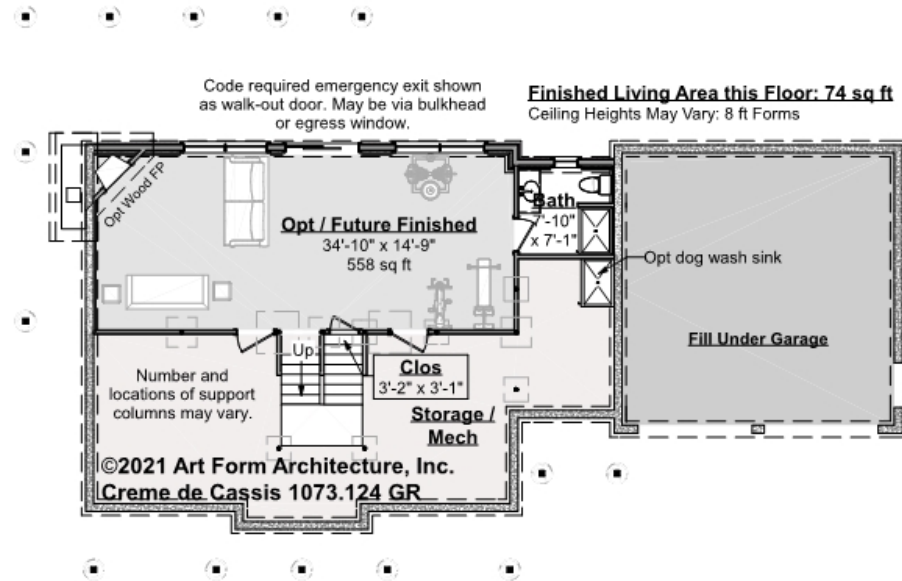 Code required emergency exit shown
as walk-out door. May be via bulkhead
or egress window.
Finished Living Area this Floor: 74 sq ft
Ceiling Heights May Vary: 8 ft Forms
Opt Wood FP
Opt / Future Finished
34'-10" x 14'-9"
558 sq ft
Bath
7'-10"
x 7'-1"
Opt dog wash sink
Fill Under Garage
Up
Clos
3'-2" x 3'-1"
Number and
locations of support
columns may vary.
Storage /
Mech
©2021 Art Form Architecture, Inc.
Creme de Cassis 1073.124 GR